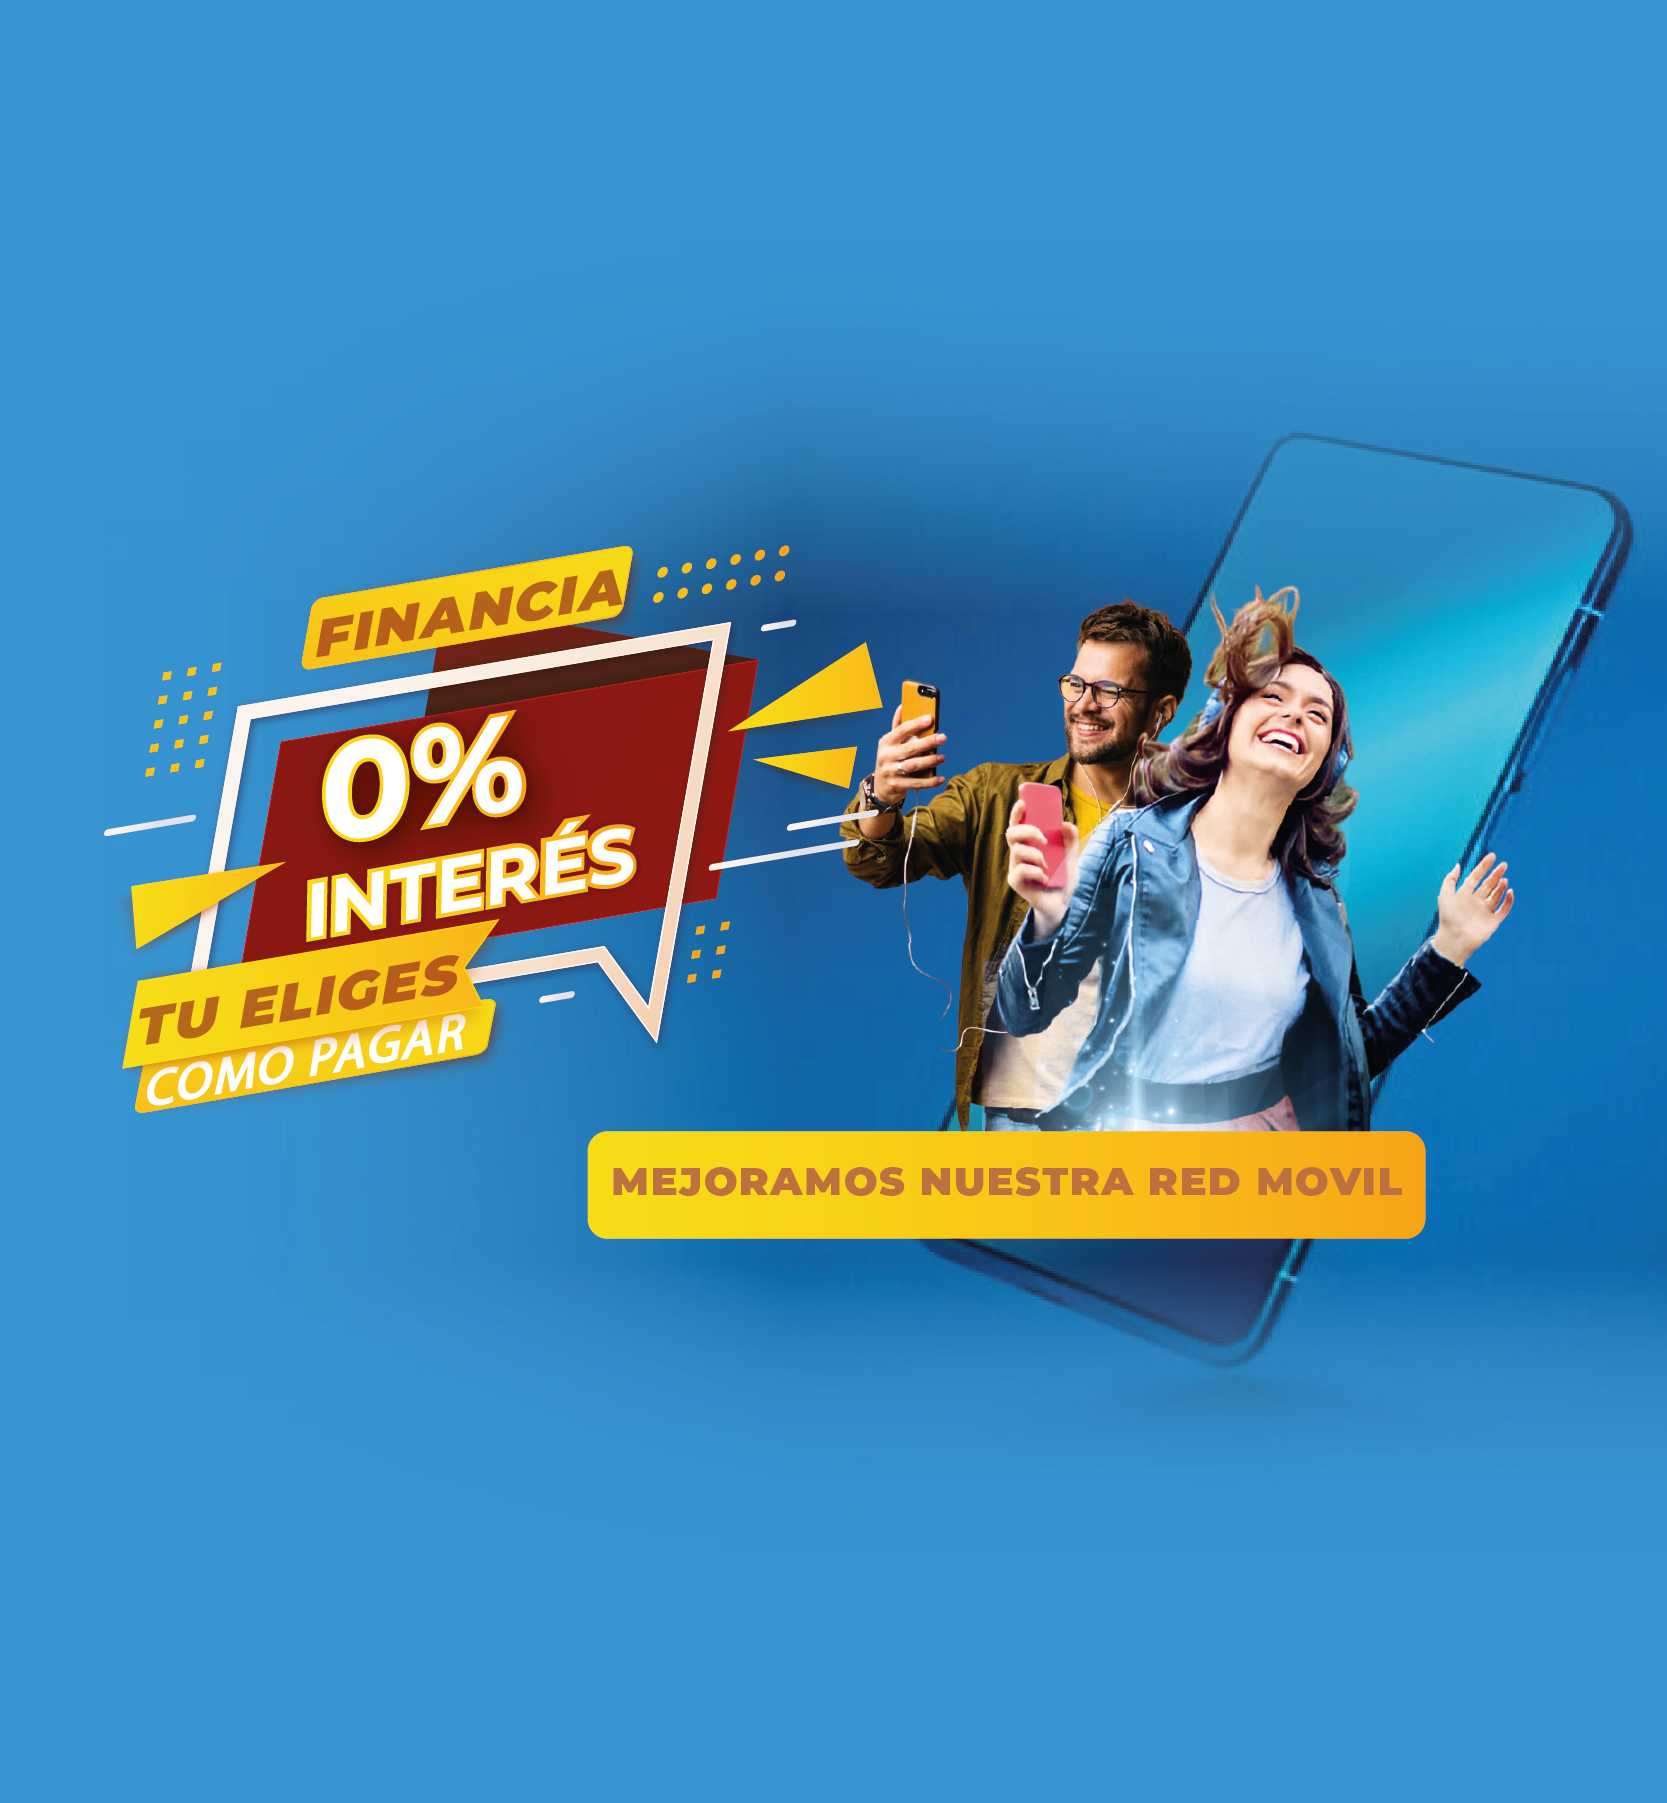 FINANCIA
0%
INTERÉS
TU ELIGES
COMO PAGAR
MEJORAMOS NUESTRA RED MOVIL